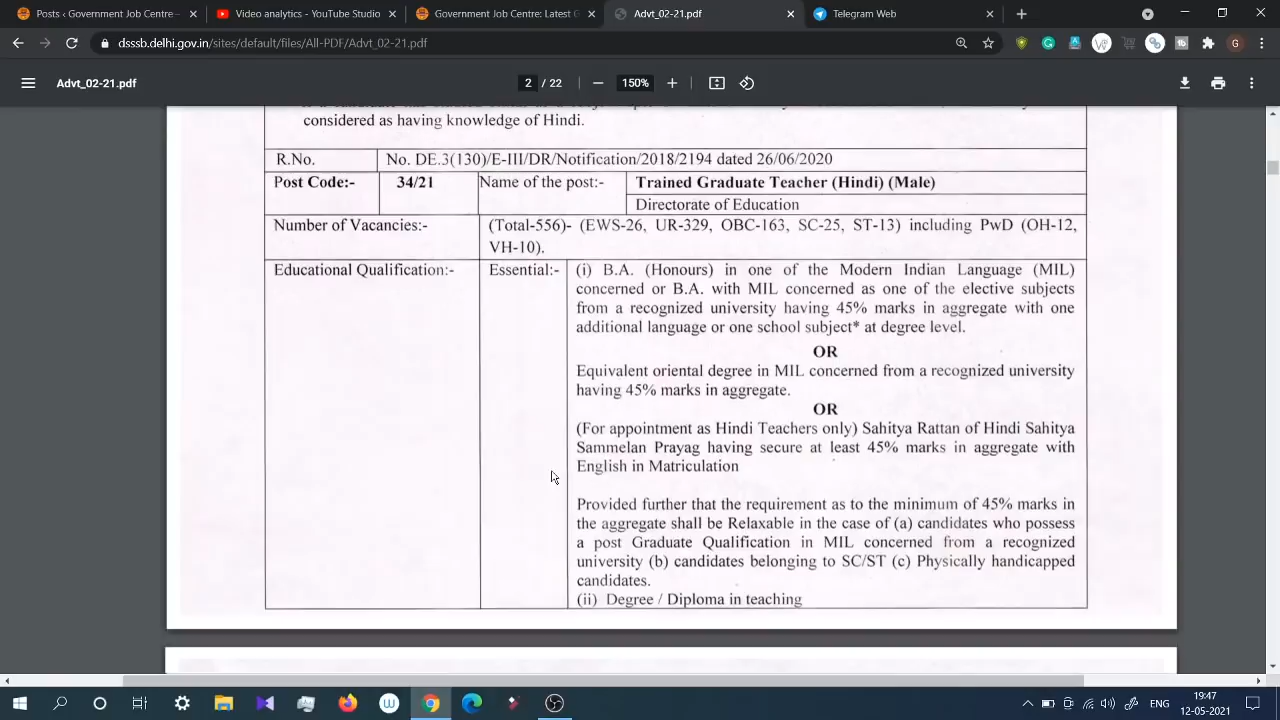 Posts ‹ Government Job Centre—
Video analytics - YouTube Studio
Government Job Centre: Latest G
Advt_02-21.pdf
Telegram Web
dsssb.delhi.gov.in/sites/default/files/All-PDF/Advt_02-21.pdf
G
Advt_02-21.pdf
2 / 22
150%
considered as having knowledge of Hindi.
R.No. No. DE.3(130)/E-III/DR/Notification/2018/2194 dated 26/06/2020
Post Code:- 34/21 Name of the post:- Trained Graduate Teacher (Hindi) (Male)
Directorate of Education
Number of Vacancies:- (Total-556)- (EWS-26, UR-329, OBC-163, SC-25, ST-13) including PwD (OH-12,
VH-10).
Educational Qualification:- Essential:- (i) B.A. (Honours) in one of the Modern Indian Language (MIL)
concerned or B.A. with MIL concerned as one of the elective subjects
from a recognized university having 45% marks in aggregate with one
additional language or one school subject* at degree level.
OR
Equivalent oriental degree in MIL concerned from a recognized university
having 45% marks in aggregate.
OR
(For appointment as Hindi Teachers only) Sahitya Rattan of Hindi Sahitya
Sammelan Prayag having secure at least 45% marks in aggregate with
English in Matriculation
Provided further that the requirement as to the minimum of 45% marks in
the aggregate shall be Relaxable in the case of (a) candidates who possess
a post Graduate Qualification in MIL concerned from a recognized
university (b) candidates belonging to SC/ST (c) Physically handicapped
candidates.
(ii) Degree / Diploma in teaching
ENG
19:47
12-05-2021